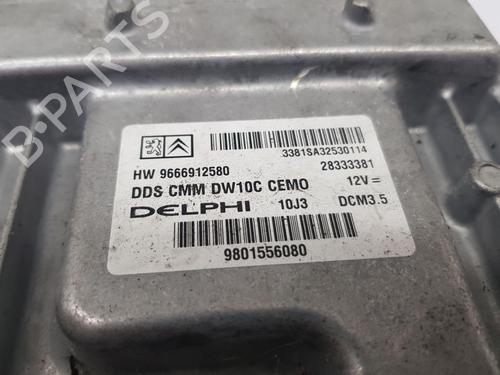 3381SA32530114
HW 9666912580
28333381
DDS CMM DW10C CEMO
12V =
DELPHI
10J3
DCM3.5
9801556080
B-PARTS